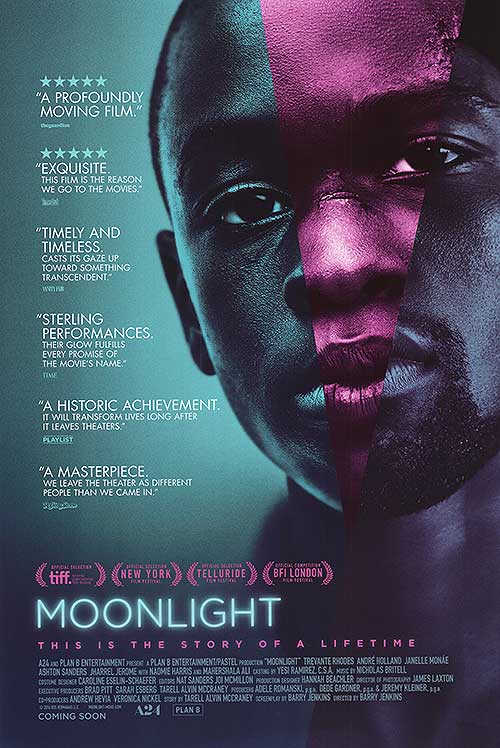 ★★★★★
"A PROFOUNDLY
MOVING FILM."
theguardian
★★★★★
"EXQUISITE.
THIS FILM IS THE REASON
WE GO TO THE MOVIES."
"TIMELY AND
TIMELESS.
CASTS ITS GAZE UP
TOWARD SOMETHING
TRANSCENDENT."
VANITY FAIR
"STERLING
PERFORMANCES.
THEIR GLOW FULFILLS
EVERY PROMISE OF
THE MOVIE'S NAME."
TIME
"A HISTORIC ACHIEVEMENT.
IT WILL TRANSFORM LIVES LONG AFTER
IT LEAVES THEATERS."
PLAYLIST
"A MASTERPIECE.
WE LEAVE THE THEATER AS DIFFERENT
PEOPLE THAN WE CAME IN."
RollingStone
OFFICIAL SELECTION
tiff.
OFFICIAL SELECTION
NEW YORK
FILM FESTIVAL
OFFICIAL SELECTION
TELLURIDE
FILM FESTIVAL
OFFICIAL COMPETITION
BFI LONDON
FILM FESTIVAL
MOONLIGHT
THIS IS THE STORY OF A LIFETIME
A24 AND PLAN B ENTERTAINMENT PRESENT A PLAN B ENTERTAINMENT/PASTEL PRODUCTION "MOONLIGHT" TREVANTE RHODES ANDRÉ HOLLAND JANELLE MONÁE
ASHTON SANDERS JHARREL JEROME WITH NAOMIE HARRIS AND MAHERSHALA ALI CASTING BY YESI RAMIREZ, C.S.A. MUSIC BY NICHOLAS BRITELL
COSTUME DESIGNER CAROLINE ESELIN-SCHAEFER EDITORS NAT SANDERS JOI MCMILLON PRODUCTION DESIGNER HANNAH BEACHLER DIRECTOR OF PHOTOGRAPHY JAMES LAXTON
EXECUTIVE PRODUCERS BRAD PITT SARAH ESBERG TARELL ALVIN MCCRANEY PRODUCERS ADELE ROMANSKI, p.g.a. DEDE GARDNER, p.g.a. & JEREMY KLEINER, p.g.a.
CO-PRODUCERS ANDREW HEVIA VERONICA NICKEL STORY BY TARELL ALVIN MCCRANEY SCREENPLAY BY BARRY JENKINS DIRECTED BY BARRY JENKINS
COMING SOON
A24
PLAN B